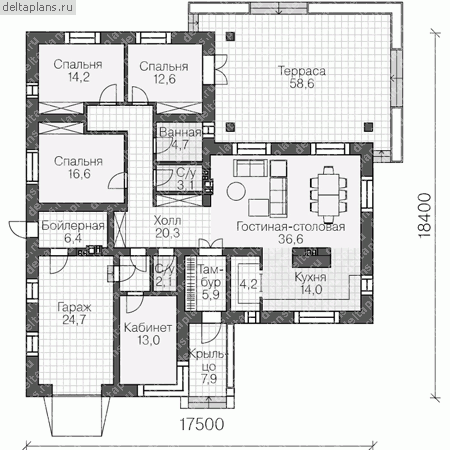 deltaplans.ru
Спальня
14,2
Спальня
12,6
Терраса
58,6
Ванная
4,7
Спальня
16,6
С/у
3,1
Холл
20,3
Гостиная-столовая
36,6
Бойлерная
6,4
С/у
2,1
Там-
бур
5,9
4,2
Кухня
14,0
Гараж
24,7
Кабинет
13,0
Крыль-
цо
7,9
18400
17500